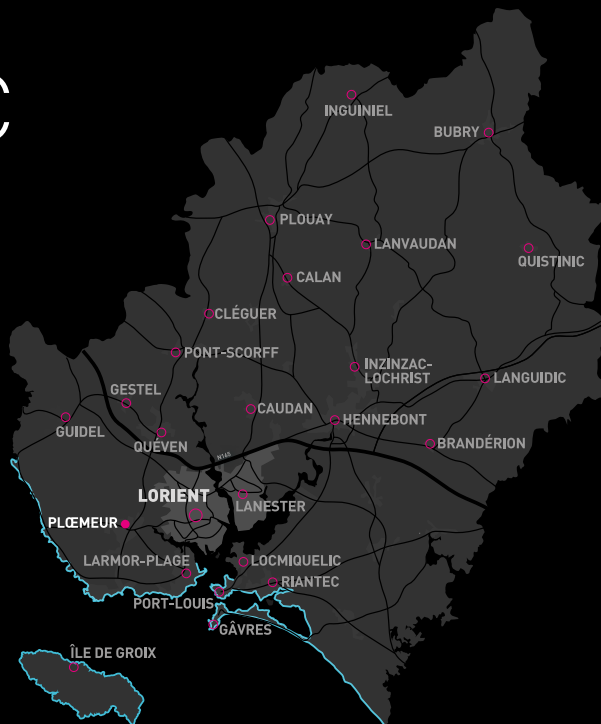 C
INGUINIEL
BUBRY
PLOUAY
LANVAUDAN
QUISTINIC
CALAN
CLÉGUER
PONT-SCORFF
INZINZAC-
LOCHRIST
LANGUIDIC
GESTEL
CAUDAN
GUIDEL
HENNEBONT
QUÉVEN
BRANDÉRION
N165
LORIENT
LANESTER
PLŒMEUR
LARMOR-PLAGE
LOCMIQUELIC
RIANTEC
PORT-LOUIS
GÂVRES
ÎLE DE GROIX